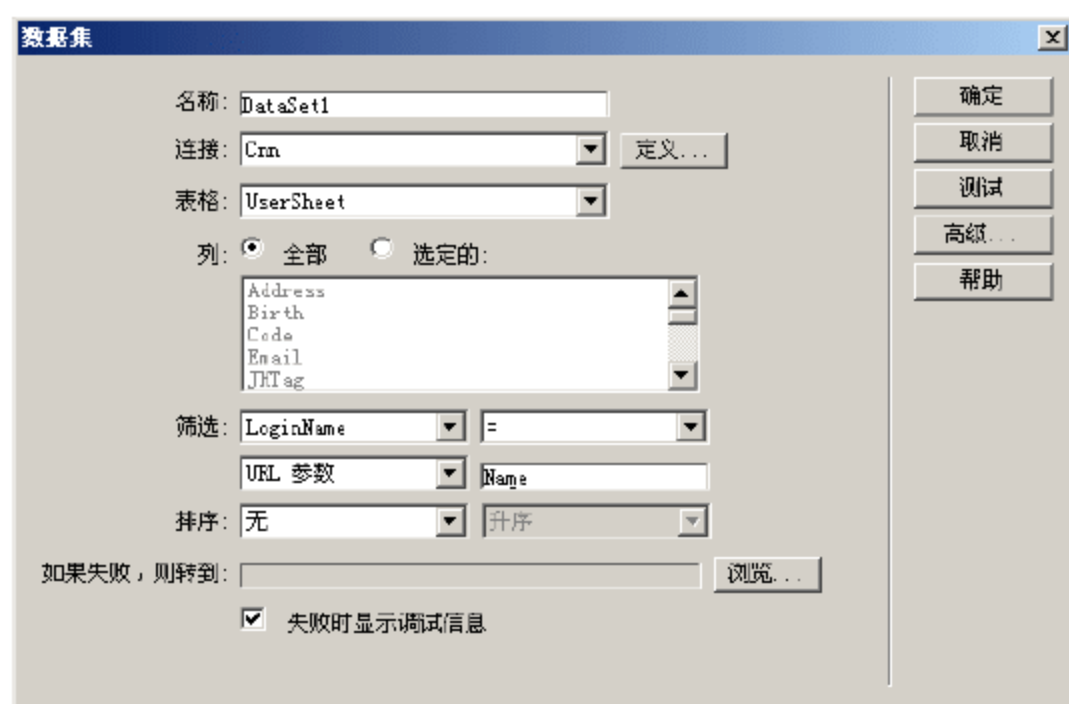 数据集
名称: DataSet1
连接: Cnn 定义...
表格: UserSheet
列: 全部 选定的:
Address
Birth
Code
Email
JHTag
筛选: LoginName =
URL 参数 Name
排序: 无 升序
如果失败，则转到: 浏览...
失败时显示调试信息
确定
取消
测试
高级...
帮助